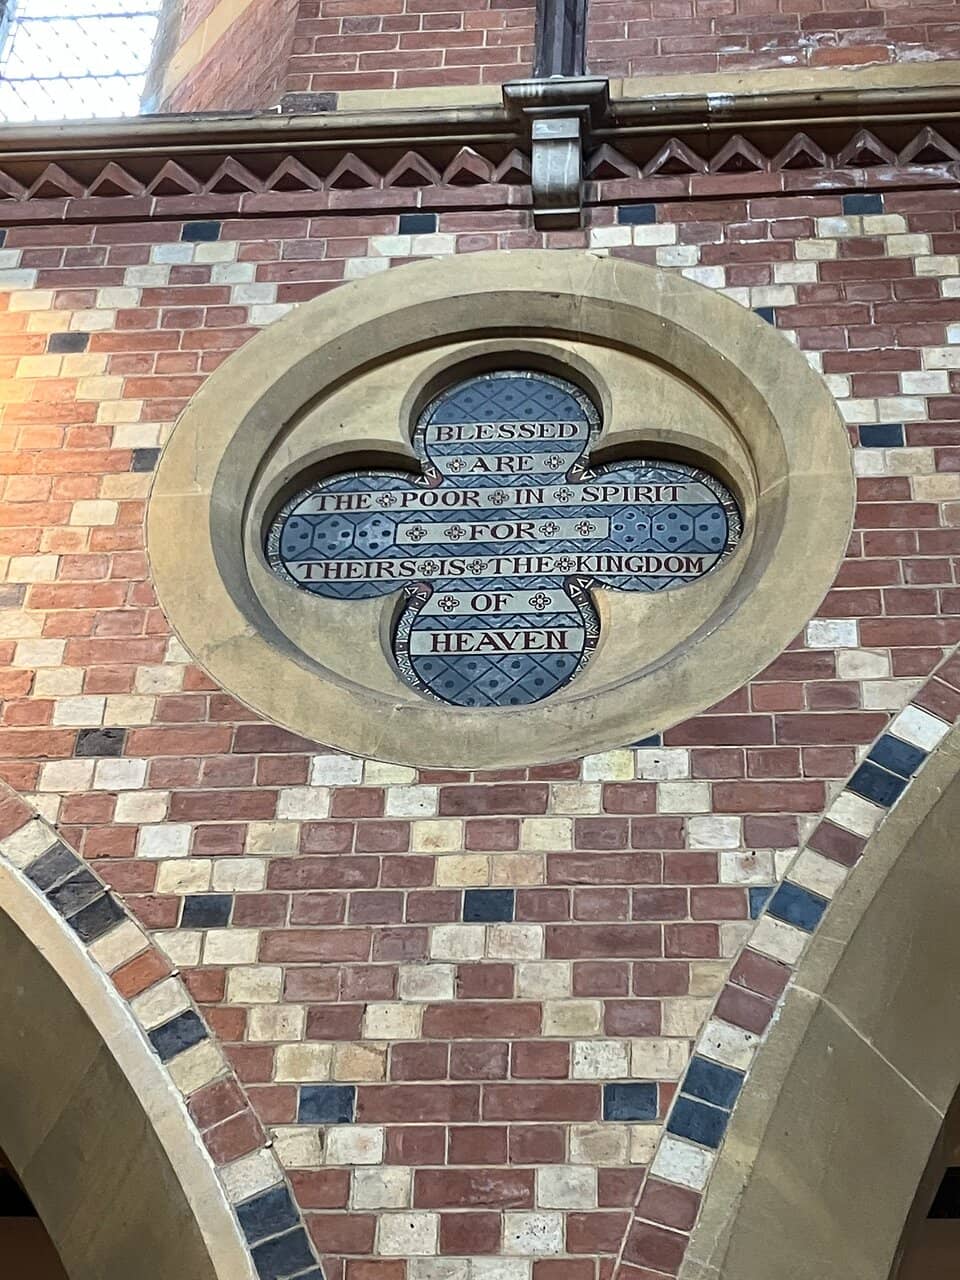 BLESSED
ARE
THE POOR IN SPIRIT
FOR
THEIRS IS THE KINGDOM
OF
HEAVEN